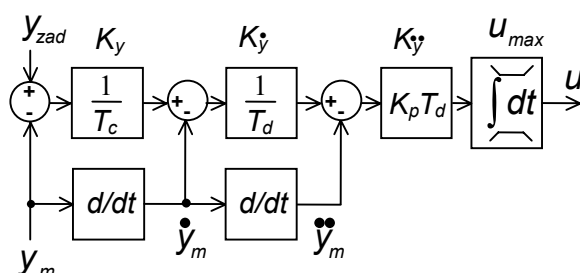 y_zad K_y K_ẏ K_ÿ u_max
+ - 1/T_c + - 1/T_d + - K_p T_d ∫ dt u
d/dt d/dt
y_m ẏ_m ÿ_m